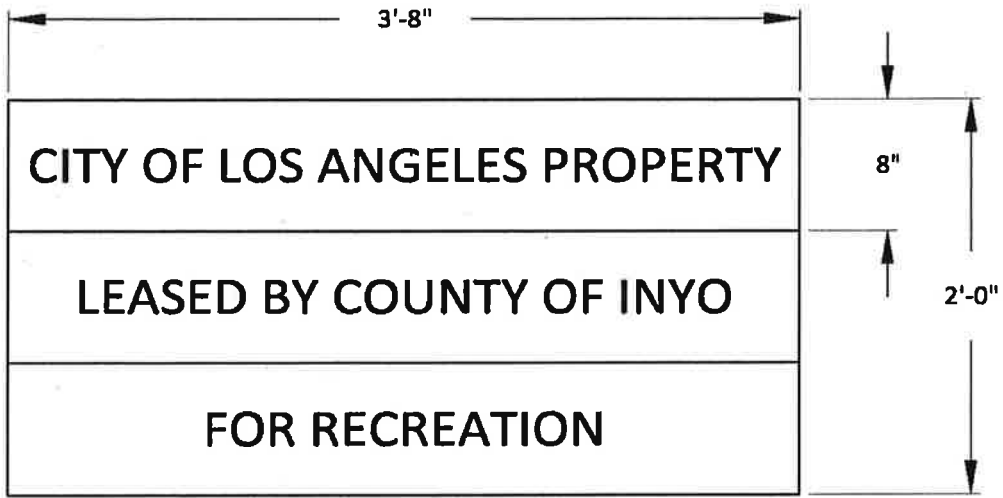 3'-8"
CITY OF LOS ANGELES PROPERTY
8"
LEASED BY COUNTY OF INYO
2'-0"
FOR RECREATION